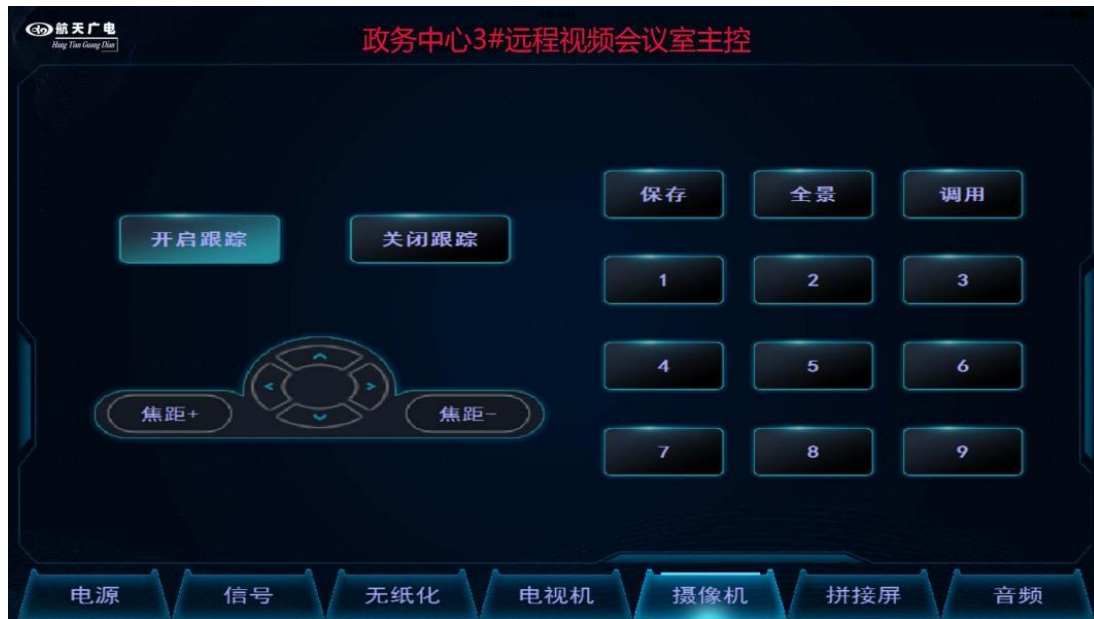 航天广电
Hang Tian Guang Dian
政务中心3#远程视频会议室主控
保存 全景 调用
开启跟踪 关闭跟踪
1 2 3
4 5 6
焦距+ 焦距-
7 8 9
电源 信号 无纸化 电视机 摄像机 拼接屏 音频